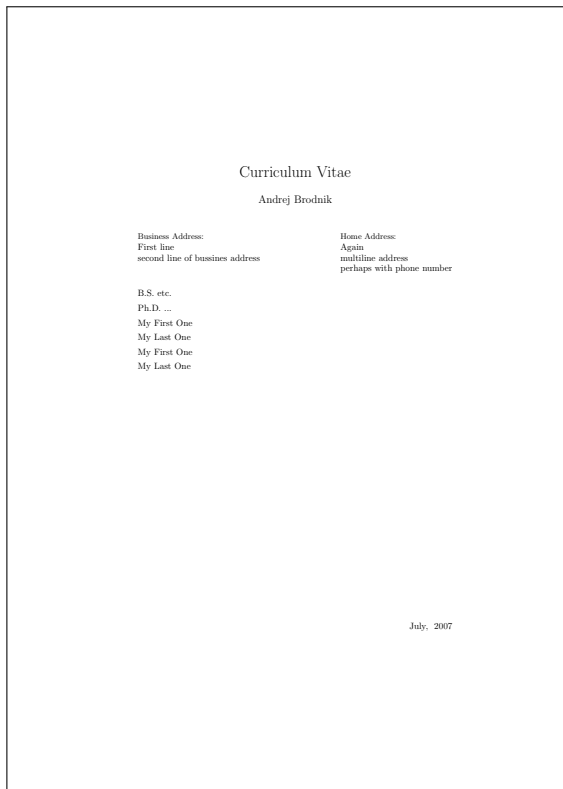 Curriculum Vitae
Andrej Brodnik
Business Address:
First line
second line of bussines address
Home Address:
Again
multiline address
perhaps with phone number
B.S. etc.
Ph.D. ...
My First One
My Last One
My First One
My Last One
July, 2007